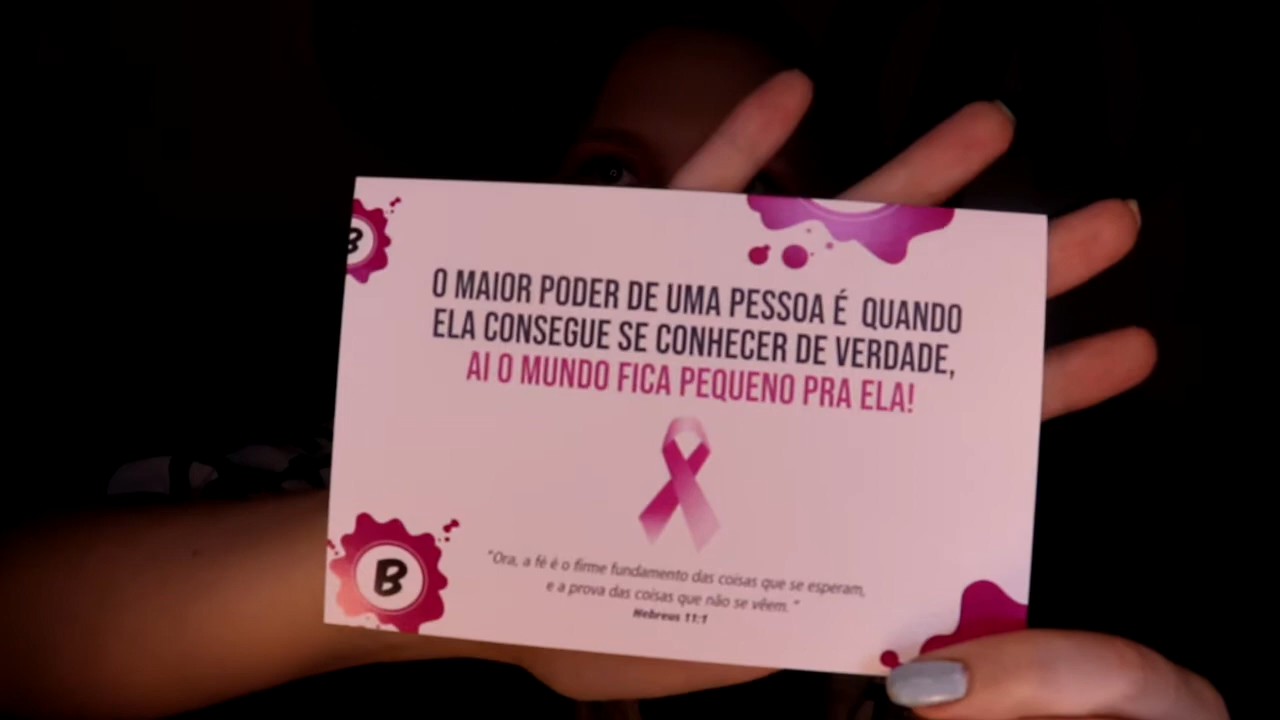 B
O MAIOR PODER DE UMA PESSOA É QUANDO
ELA CONSEGUE SE CONHECER DE VERDADE,
AI O MUNDO FICA PEQUENO PRA ELA!
B
"Ora, a fé é o firme fundamento das coisas que se esperam,
e a prova das coisas que não se vêem."
Hebreus 11:1